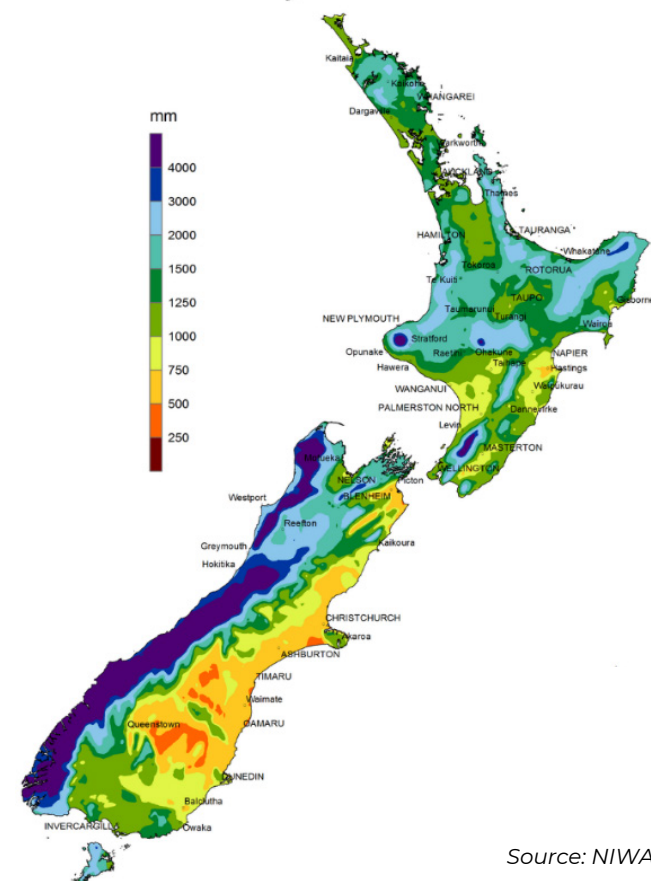 Kaitaia
Kaikohe
WHANGAREI
Dargaville
Warkworth
AUCKLAND
Thames
mm
4000
3000
2000
1500
1250
1000
750
500
250
HAMILTON
TAURANGA
Whakatane
Tokoroa
ROTORUA
Te Kuiti
TAUPO
Gisborne
Taumarunui
Turangi
NEW PLYMOUTH
Wairoa
Stratford
Opunake
Raetihi
Ohakune
NAPIER
Hawera
Taihape
Hastings
WANGANUI
Waipukurau
PALMERSTON NORTH
Dannevirke
Levin
MASTERTON
WELLINGTON
Motueka
NELSON
Picton
BLENHEIM
Westport
Reefton
Greymouth
Kaikoura
Hokitika
CHRISTCHURCH
Akaroa
ASHBURTON
TIMARU
Waimate
Queenstown
OAMARU
DUNEDIN
Balclutha
INVERCARGILL
Owaka
Source: NIWA